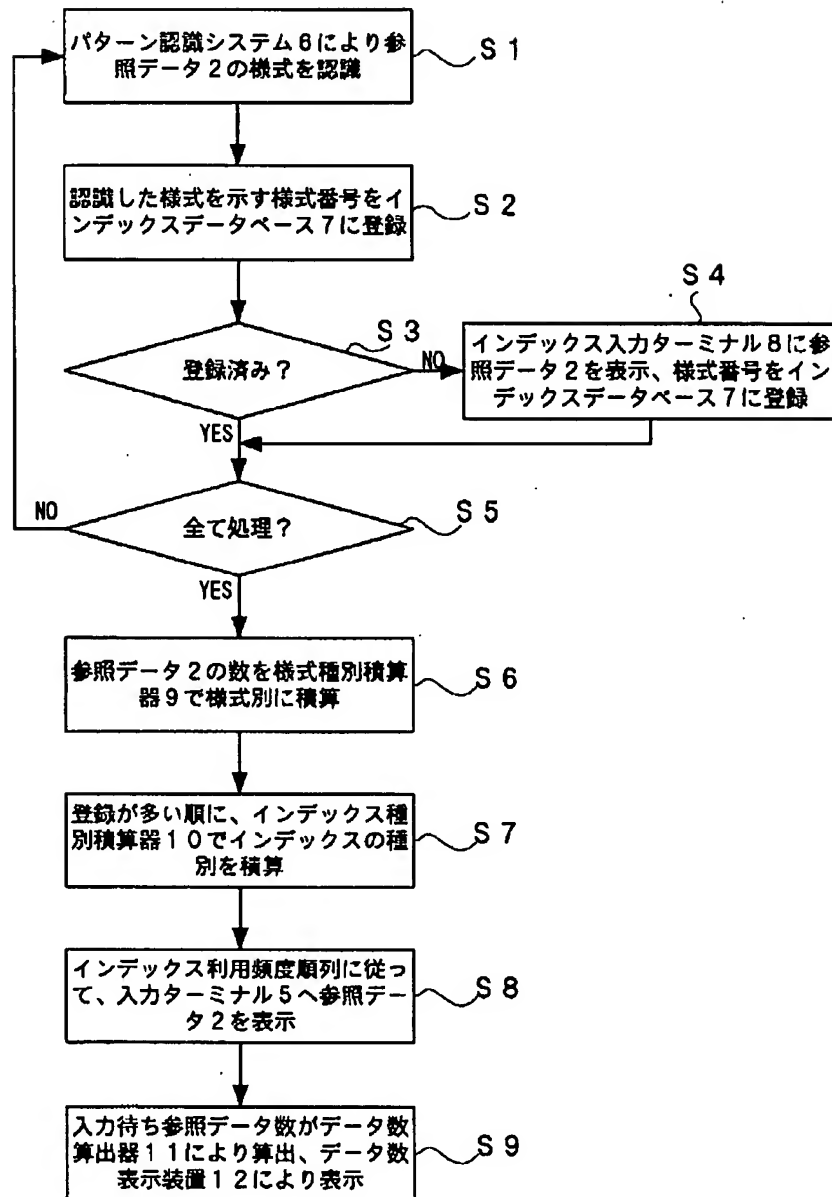 パターン認識システム6により参
照データ2の様式を認識
S1
認識した様式を示す様式番号をイ
ンデックスデータベース7に登録
S2
S3
登録済み?
NO
YES
S4
インデックス入力ターミナル8に参
照データ2を表示、様式番号をイン
デックスデータベース7に登録
NO
全て処理?
S5
YES
参照データ2の数を様式種別積算
器9で様式別に積算
S6
登録が多い順に、インデックス種
別積算器10でインデックスの種
別を積算
S7
インデックス利用頻度順列に従っ
て、入力ターミナル5へ参照デー
タ2を表示
S8
入力待ち参照データ数がデータ数
算出器11により算出、データ数
表示装置12により表示
S9